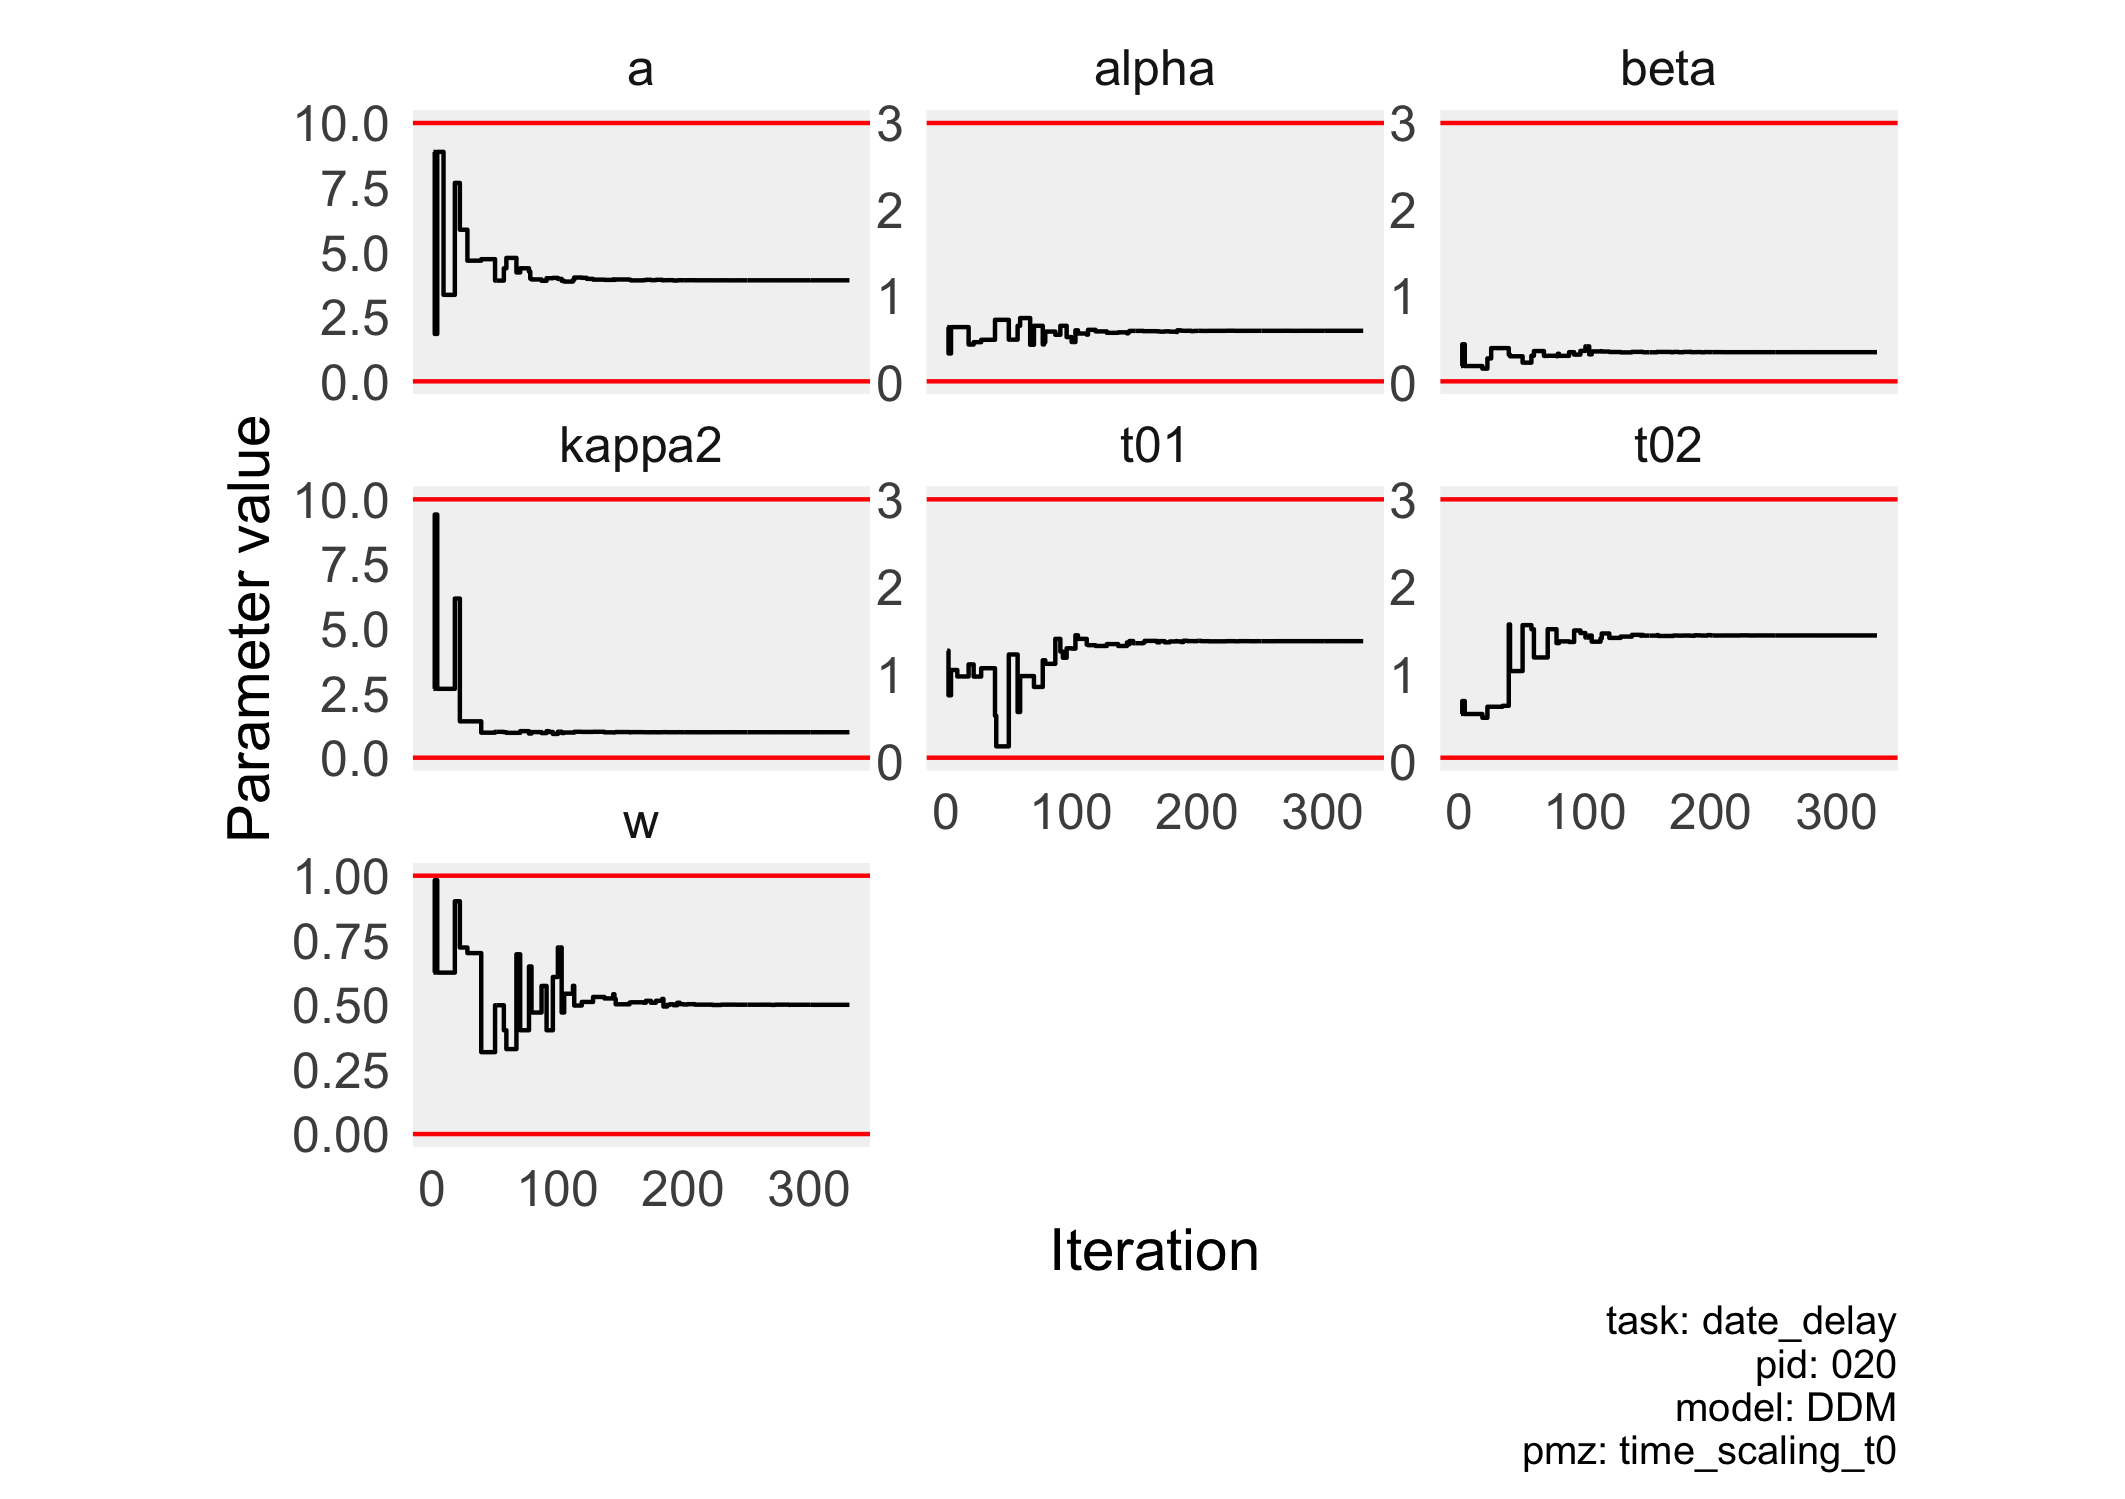 a alpha beta
10.0 3 3
7.5
2 2
5.0
1 1
2.5
0.0 0 0
kappa2 t01 t02
10.0 3 3
7.5
2 2
5.0
1 1
2.5
0.0 0 0
0 100 200 300 0 100 200 300
w
1.00
0.75
0.50
0.25
0.00
0 100 200 300
Parameter value
Iteration
task: date_delay
pid: 020
model: DDM
pmz: time_scaling_t0